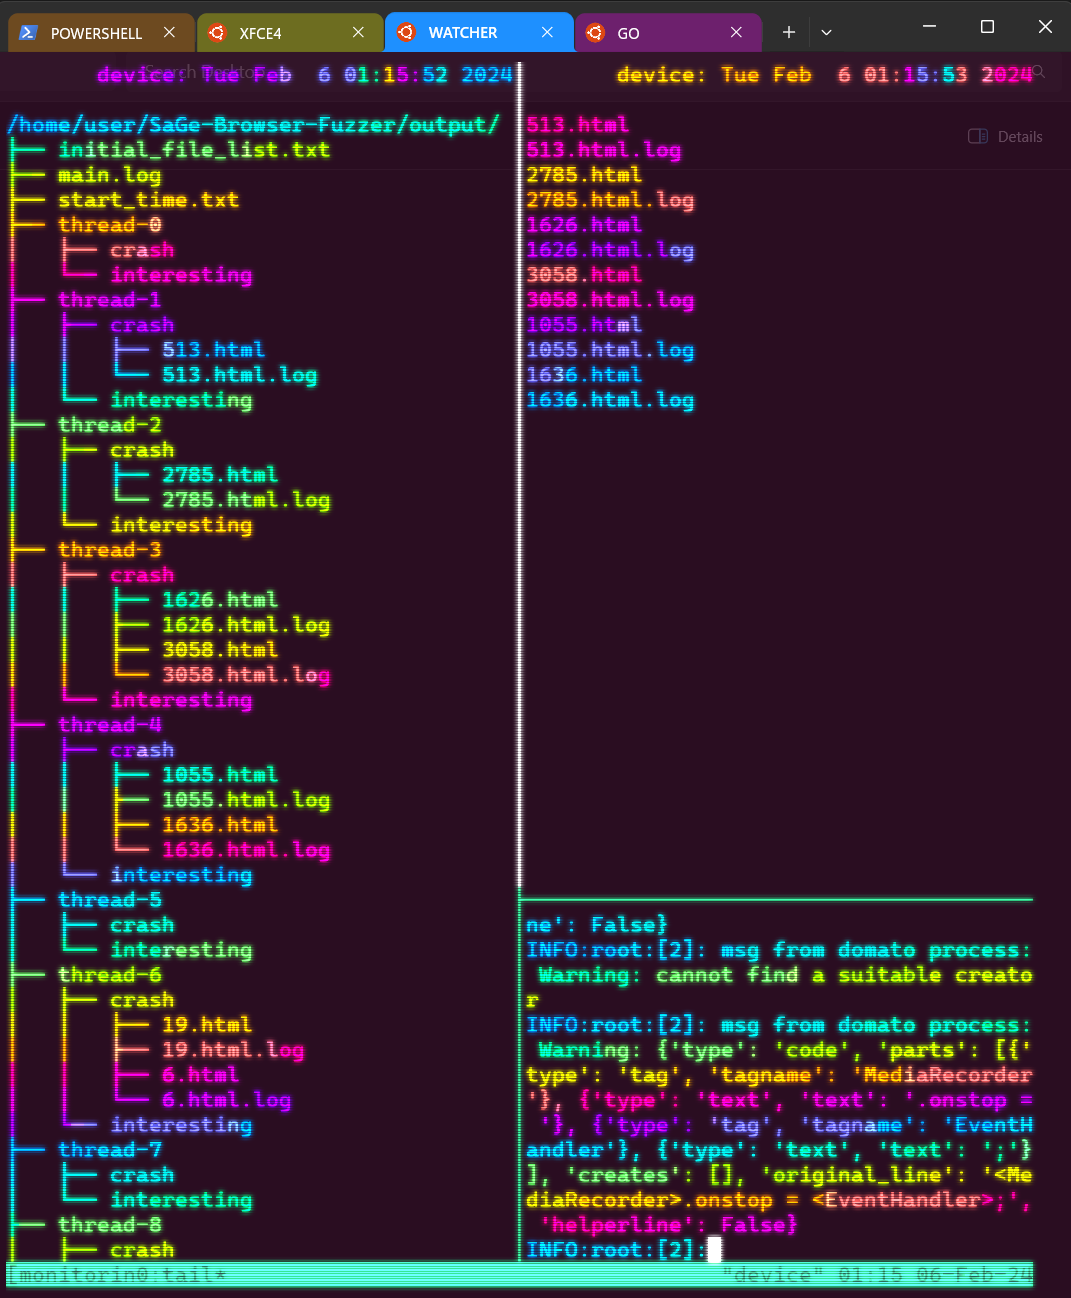 POWERSHELL
XFCE4
WATCHER
GO
Search Desktop
device: Tue Feb  6 01:15:52 2024
device: Tue Feb  6 01:15:53 2024
Details
/home/user/SaGe-Browser-Fuzzer/output/
├── initial_file_list.txt
├── main.log
├── start_time.txt
├── thread-0
│   ├── crash
│   └── interesting
├── thread-1
│   ├── crash
│   │   ├── 513.html
│   │   └── 513.html.log
│   └── interesting
├── thread-2
│   ├── crash
│   │   ├── 2785.html
│   │   └── 2785.html.log
│   └── interesting
├── thread-3
│   ├── crash
│   │   ├── 1626.html
│   │   ├── 1626.html.log
│   │   ├── 3058.html
│   │   └── 3058.html.log
│   └── interesting
├── thread-4
│   ├── crash
│   │   ├── 1055.html
│   │   ├── 1055.html.log
│   │   ├── 1636.html
│   │   └── 1636.html.log
│   └── interesting
├── thread-5
│   ├── crash
│   └── interesting
├── thread-6
│   ├── crash
│   │   ├── 19.html
│   │   ├── 19.html.log
│   │   ├── 6.html
│   │   └── 6.html.log
│   └── interesting
├── thread-7
│   ├── crash
│   └── interesting
├── thread-8
│   ├── crash
513.html
513.html.log
2785.html
2785.html.log
1626.html
1626.html.log
3058.html
3058.html.log
1055.html
1055.html.log
1636.html
1636.html.log
ne': False}
INFO:root:[2]: msg from domato process:
 Warning: cannot find a suitable creato
r
INFO:root:[2]: msg from domato process:
 Warning: {'type': 'code', 'parts': [{'
type': 'tag', 'tagname': 'MediaRecorder
'}, {'type': 'text', 'text': '.onstop =
 '}, {'type': 'tag', 'tagname': 'EventH
andler'}, {'type': 'text', 'text': ';'}
], 'creates': [], 'original_line': '<Me
diaRecorder>.onstop = <EventHandler>;',
 'helperline': False}
INFO:root:[2]:
[monitorin0:tail*
"device" 01:15 06-Feb-24